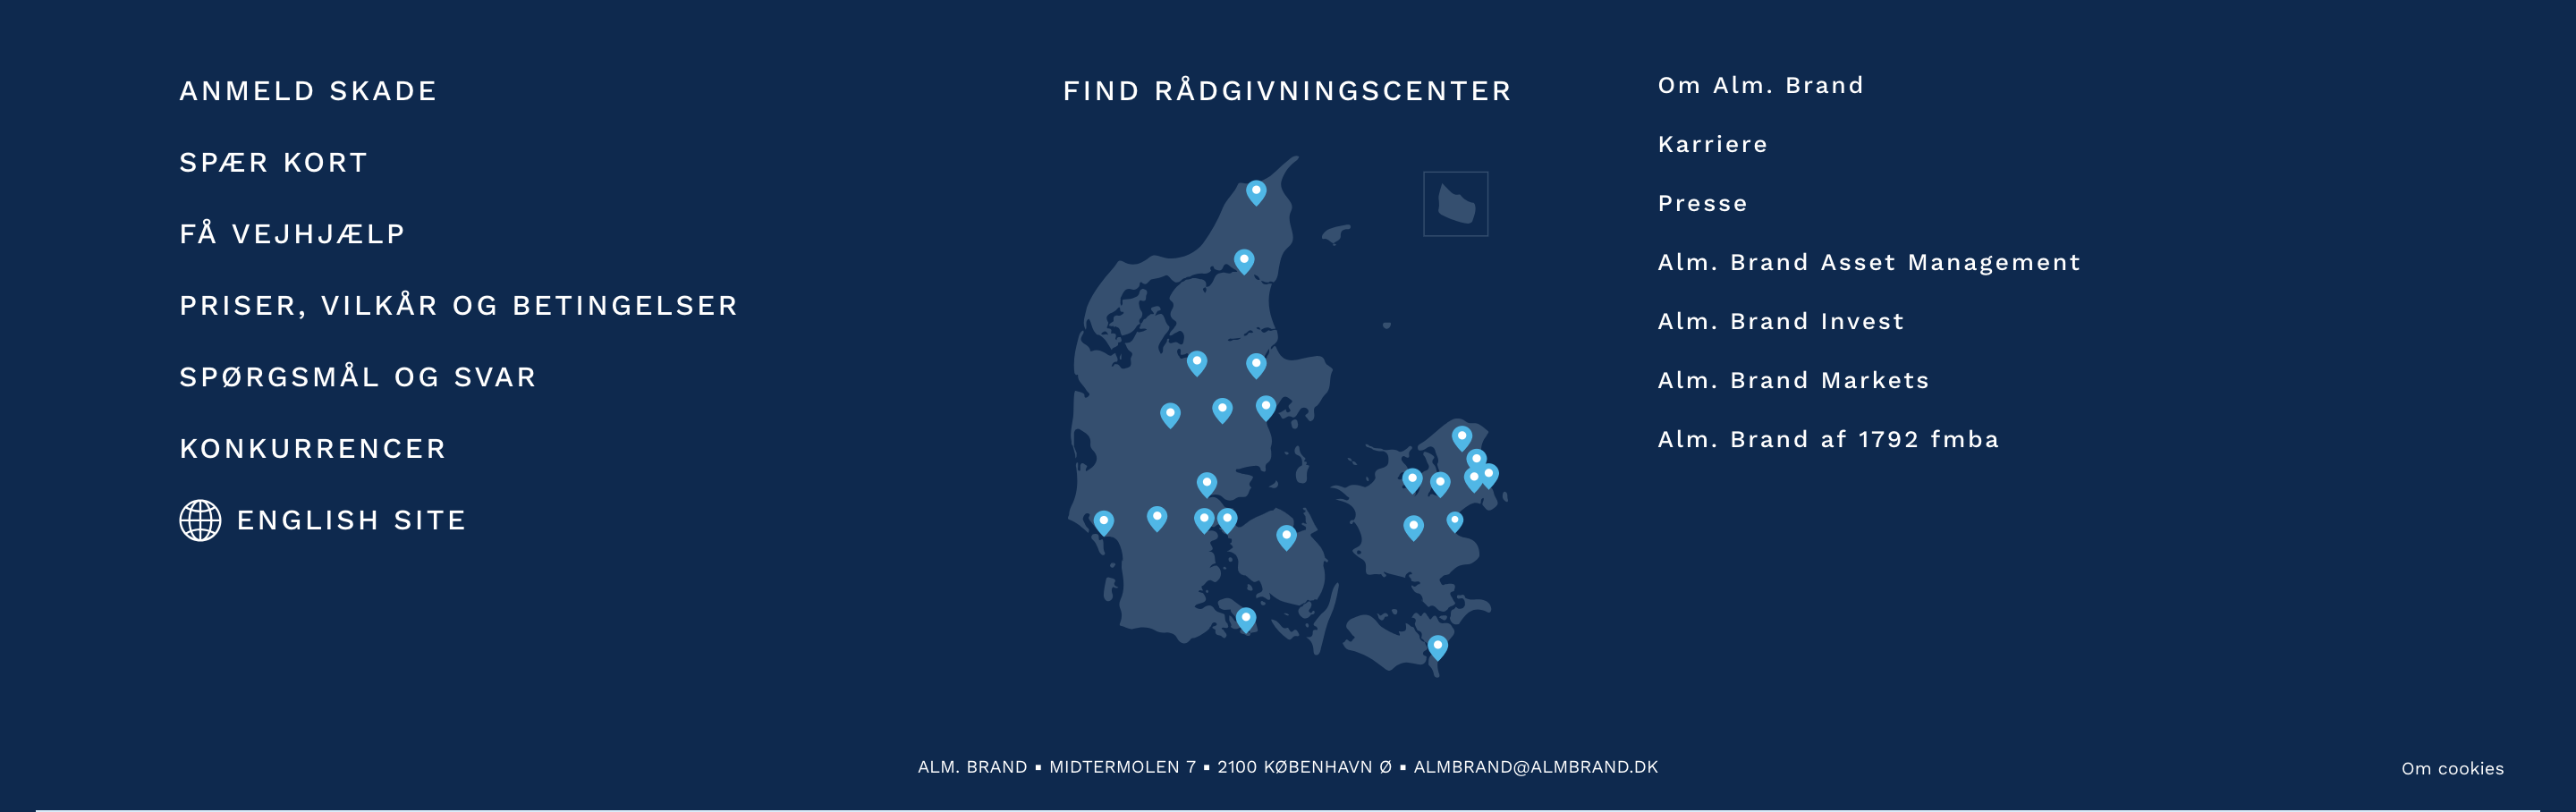 ANMELD SKADE
SPÆR KORT
FÅ VEJHJÆLP
PRISER, VILKÅR OG BETINGELSER
SPØRGSMÅL OG SVAR
KONKURRENCER
ENGLISH SITE
FIND RÅDGIVNINGSCENTER
Om Alm. Brand
Karriere
Presse
Alm. Brand Asset Management
Alm. Brand Invest
Alm. Brand Markets
Alm. Brand af 1792 fmba
ALM. BRAND ▪ MIDTERMOLEN 7 ▪ 2100 KØBENHAVN Ø ▪ ALMBRAND@ALMBRAND.DK
Om cookies